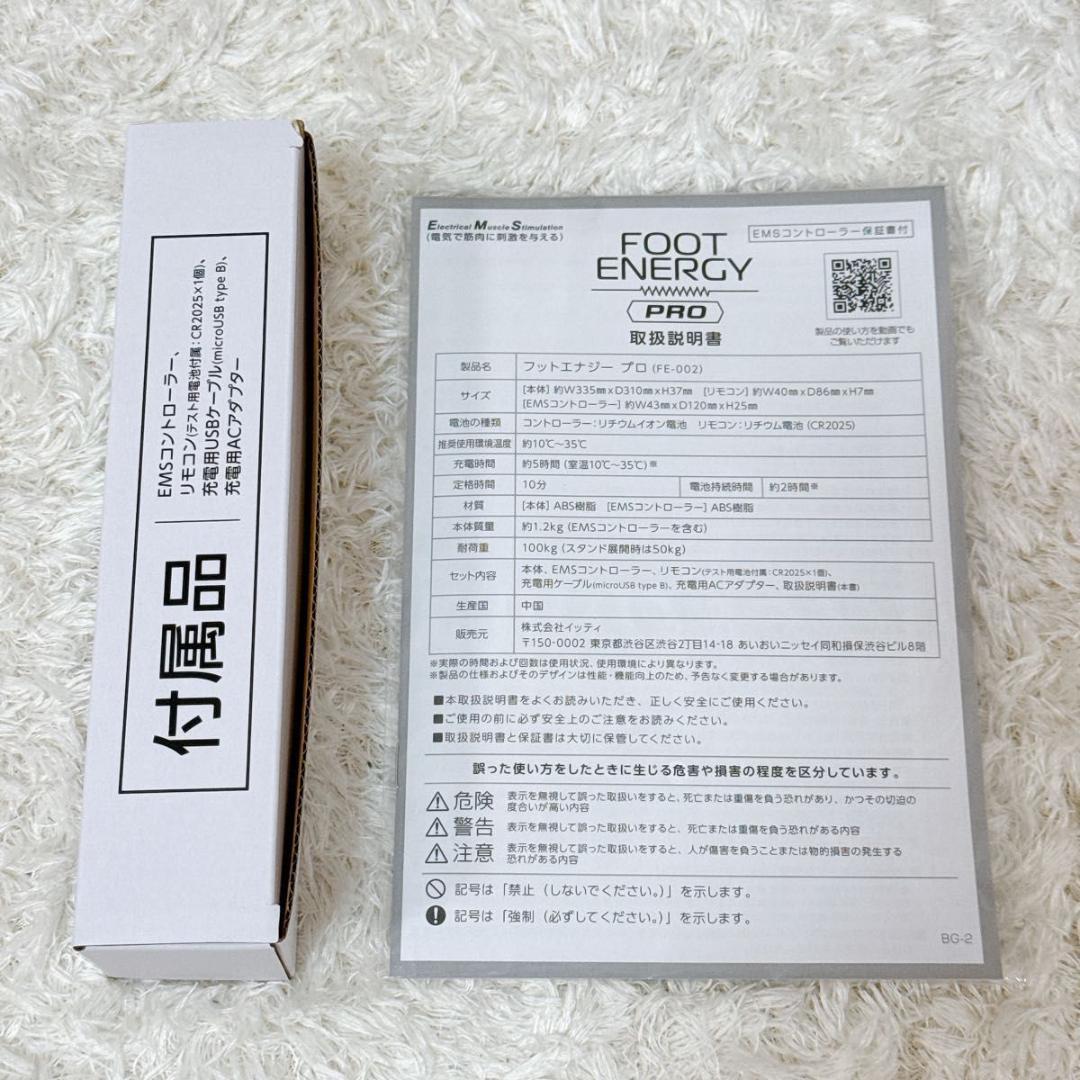 付属品
EMSコントローラー、
リモコン(テスト用電池付属:CR2025×1個)、
充電用USBケーブル(microUSB type B)、
充電用ACアダプター
Electrical Muscle Stimulation
(電気で筋肉に刺激を与える)
EMSコントローラー保証書付
FOOT
ENERGY
PRO
取扱説明書
製品の使い方を動画でも
ご覧いただけます
製品名 フットエナジー プロ (FE-002)
サイズ [本体] 約W335㎜×D310㎜×H37㎜ [リモコン] 約W40㎜×D86㎜×H7㎜
[EMSコントローラー] 約W43㎜×D120㎜×H25㎜
電池の種類 コントローラー:リチウムイオン電池 リモコン:リチウム電池 (CR2025)
推奨使用環境温度 約10℃~35℃
充電時間 約5時間 (室温10℃~35℃)※
定格時間 10分 電池持続時間 約2時間※
材質 [本体] ABS樹脂 [EMSコントローラー] ABS樹脂
本体質量 約1.2kg (EMSコントローラーを含む)
耐荷重 100kg (スタンド展開時は50kg)
セット内容 本体、EMSコントローラー、リモコン(テスト用電池付属:CR2025×1個)、
充電用ケーブル(microUSB type B)、充電用ACアダプター、取扱説明書(本書)
生産国 中国
販売元 株式会社イッティ
〒150-0002 東京都渋谷区渋谷2丁目14-18 あいおいニッセイ同和損保渋谷ビル8階
※実際の時間および回数は使用状況、使用環境により異なります。
※製品の仕様およびそのデザインは性能・機能向上のため、予告なく変更する場合があります。
■本取扱説明書をよくお読みいただき、正しく安全にご使用ください。
■ご使用の前に必ず安全上のご注意をお読みください。
■取扱説明書と保証書は大切に保管してください。
誤った使い方をしたときに生じる危害や損害の程度を区分しています。
危険 表示を無視して誤った取扱いをすると、死亡または重傷を負う恐れがあり、かつその切迫の
度合いが高い内容
警告 表示を無視して誤った取扱いをすると、死亡または重傷を負う恐れがある内容
注意 表示を無視して誤った取扱いをすると、人が傷害を負うことまたは物的損害の発生する
恐れがある内容
記号は「禁止(しないでください。)」を示します。
記号は「強制(必ずしてください。)」を示します。
BG-2